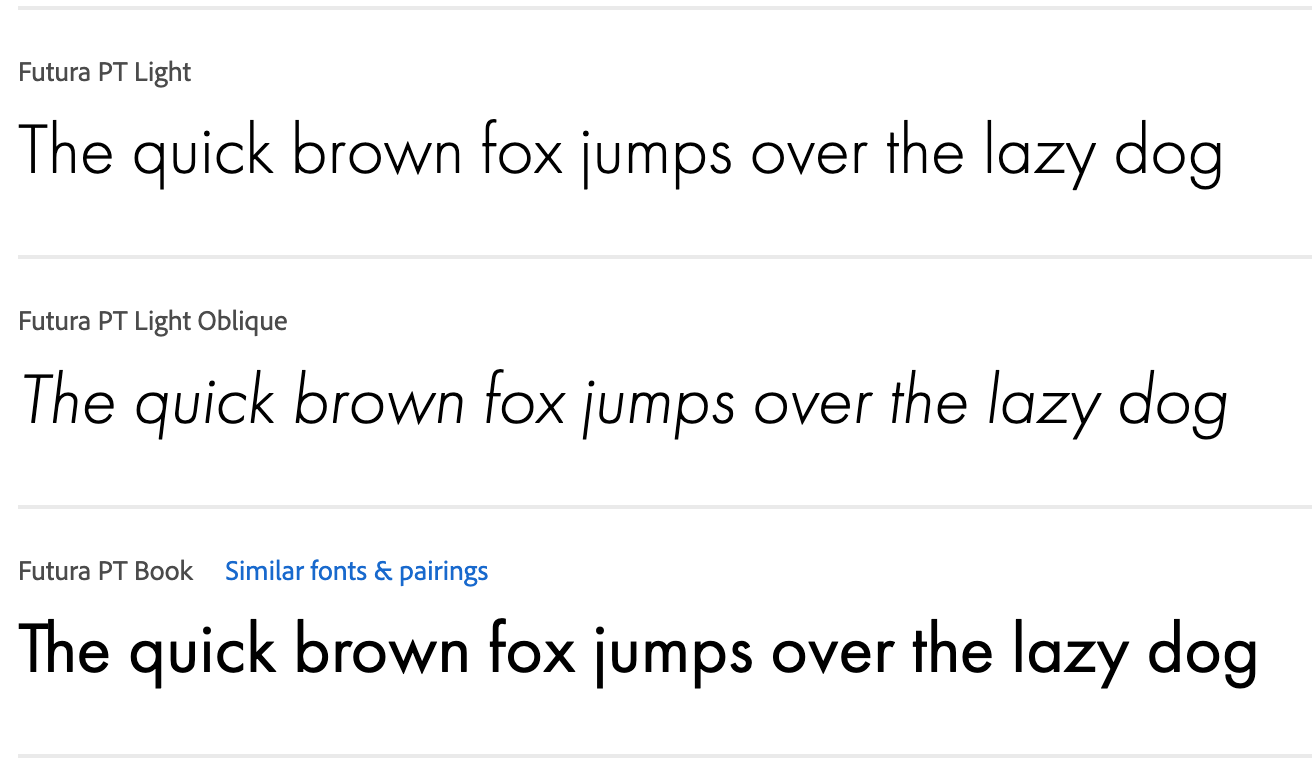 Futura PT Light
The quick brown fox jumps over the lazy dog
Futura PT Light Oblique
The quick brown fox jumps over the lazy dog
Futura PT Book Similar fonts & pairings
The quick brown fox jumps over the lazy dog